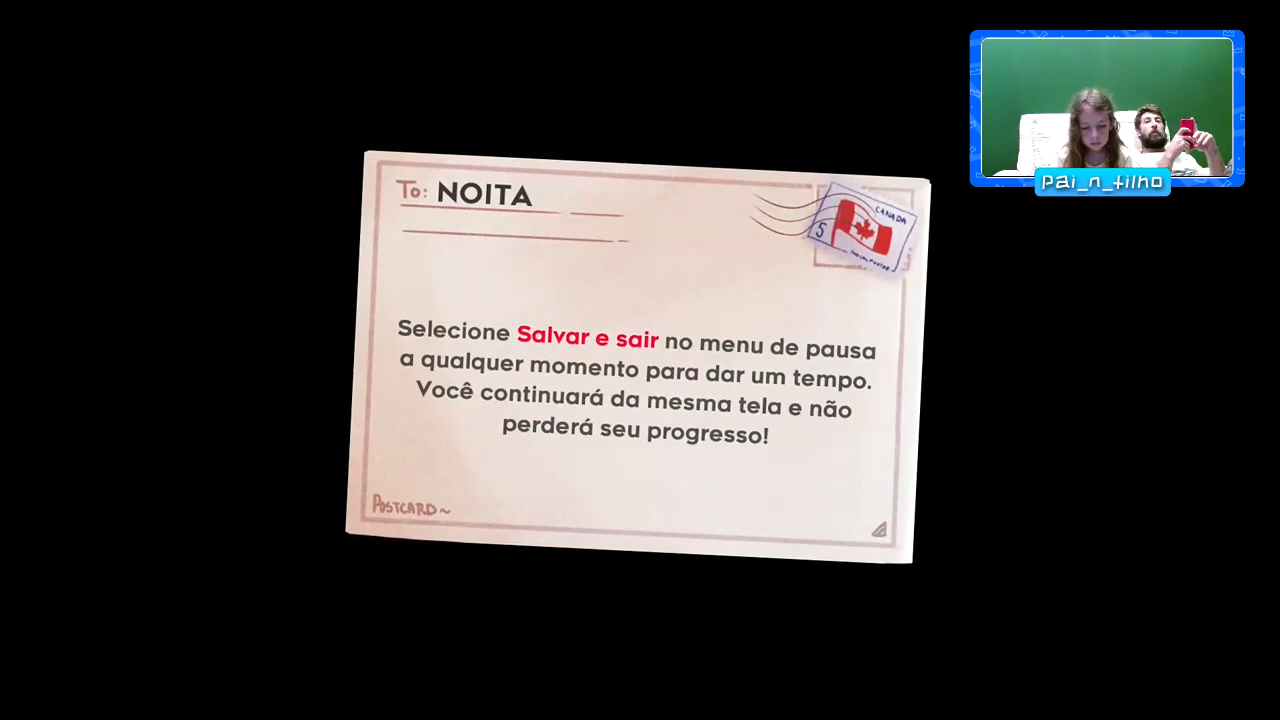 pai_n_filho
To: NOITA
CANADA
5
Selecione Salvar e sair no menu de pausa
a qualquer momento para dar um tempo.
Você continuará da mesma tela e não
perderá seu progresso!
POSTCARD~